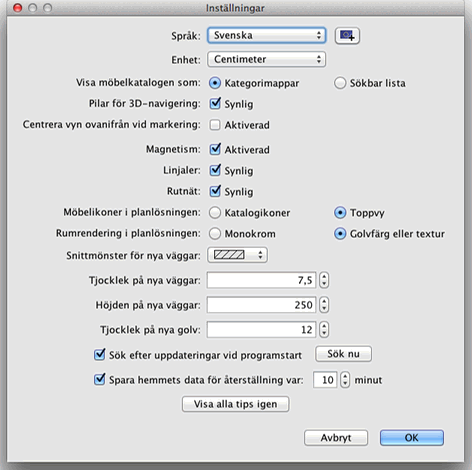 Inställningar
Språk: Svenska
Enhet: Centimeter
Visa möbelkatalogen som: Kategorimappar Sökbar lista
Pilar för 3D-navigering: Synlig
Centrera vyn ovanifrån vid markering: Aktiverad
Magnetism: Aktiverad
Linjaler: Synlig
Rutnät: Synlig
Möbelikoner i planlösningen: Katalogikoner Toppvy
Rumrendering i planlösningen: Monokrom Golvfärg eller textur
Snittmönster för nya väggar:
Tjocklek på nya väggar: 7,5
Höjden på nya väggar: 250
Tjocklek på nya golv: 12
Sök efter uppdateringar vid programstart Sök nu
Spara hemmets data för återställning var: 10 minut
Visa alla tips igen
Avbryt OK